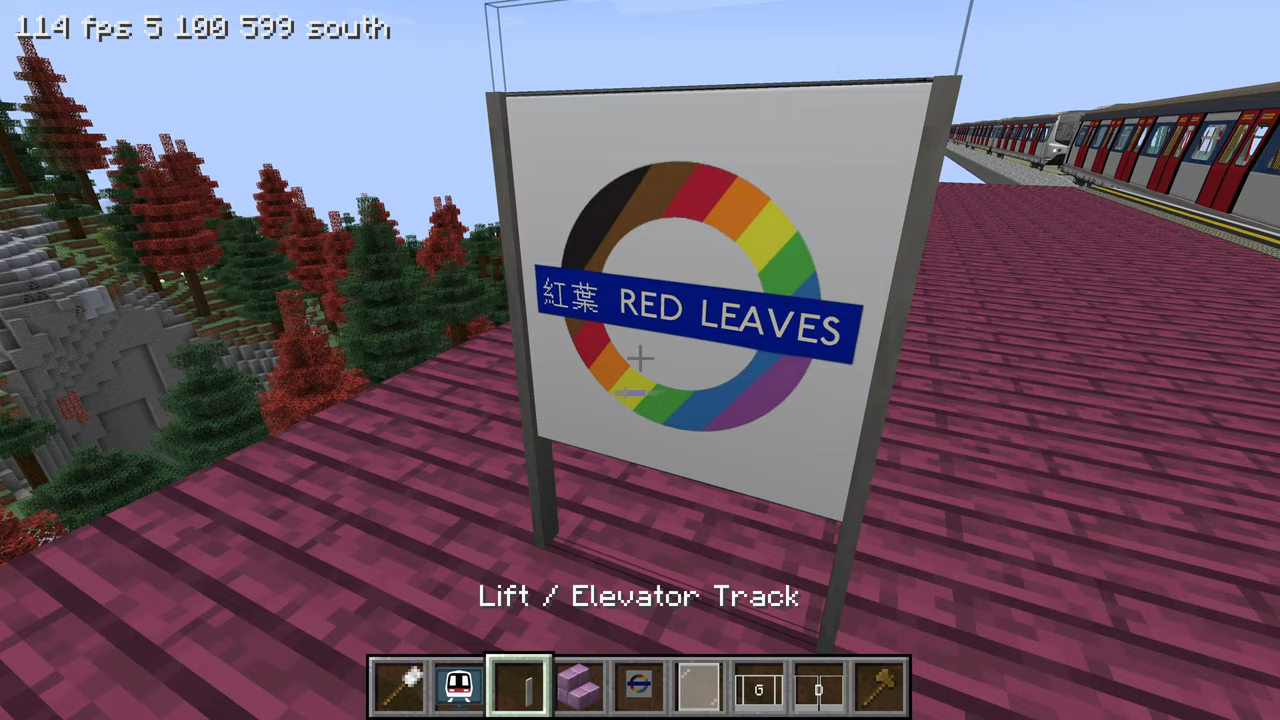 114 fps 5 100 599 south
紅葉 RED LEAVES
Lift / Elevator Track
G
D